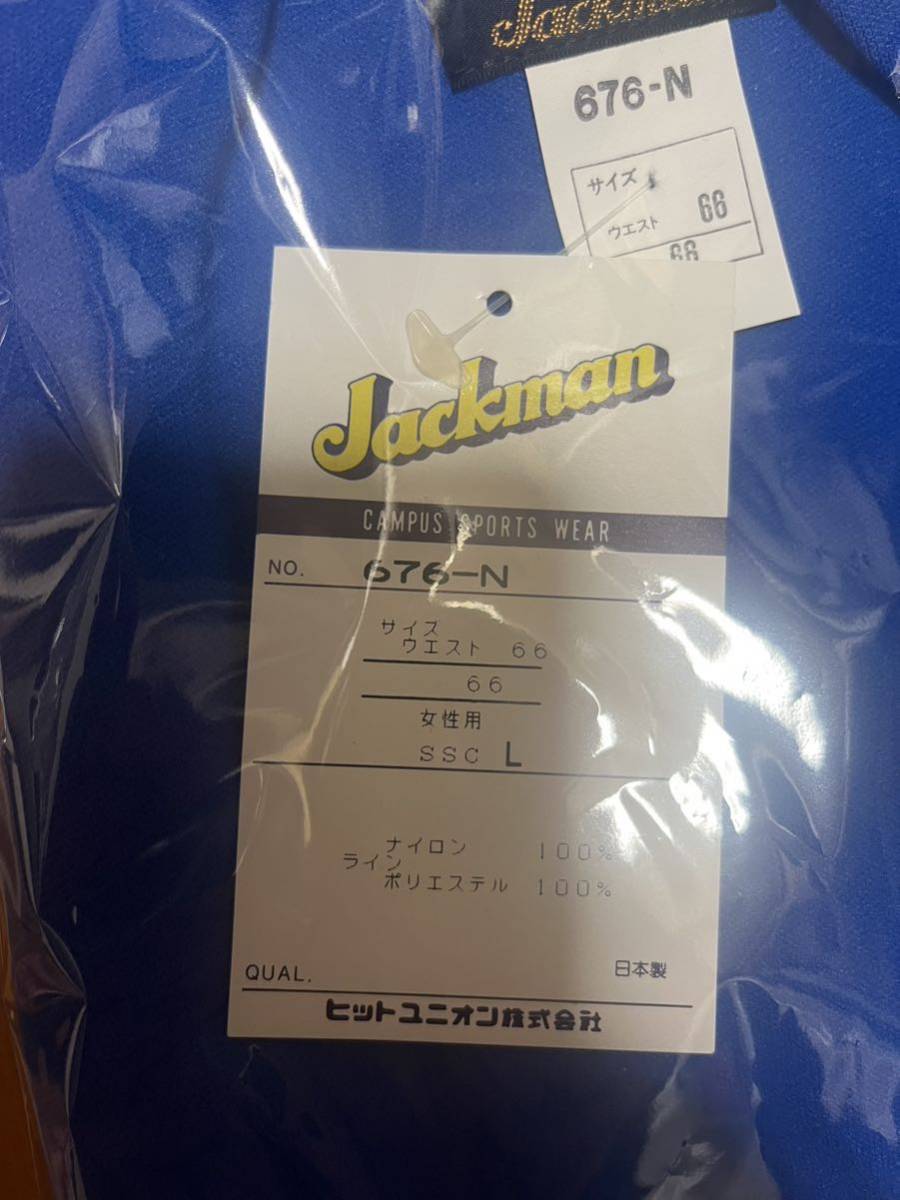 Jackman
676-N
サイズ
ウエスト 66
66
Jackman
CAMPUS SPORTS WEAR
NO. 676-N
サイズ
ウエスト 66
66
女性用
SSC L
ナイロン 100%
ライン
ポリエステル 100%
QUAL. 日本製
ヒットユニオン株式会社